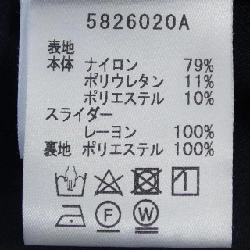 5826020A
表地
本体 ナイロン 79%
ポリウレタン 11%
ポリエステル 10%
スライダー
レーヨン 100%
裏地 ポリエステル 100%
F W